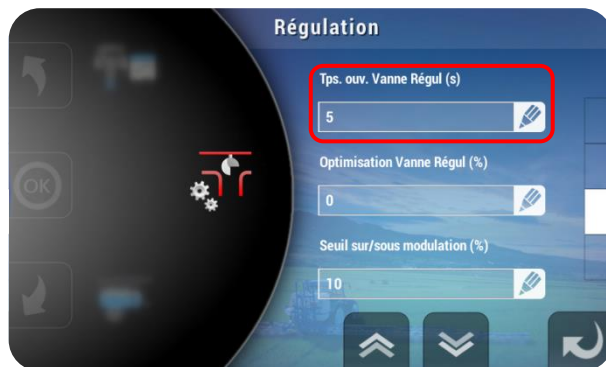 Régulation
Tps. ouv. Vanne Régul (s)
5
Optimisation Vanne Régul (%)
0
Seuil sur/sous modulation (%)
10
OK